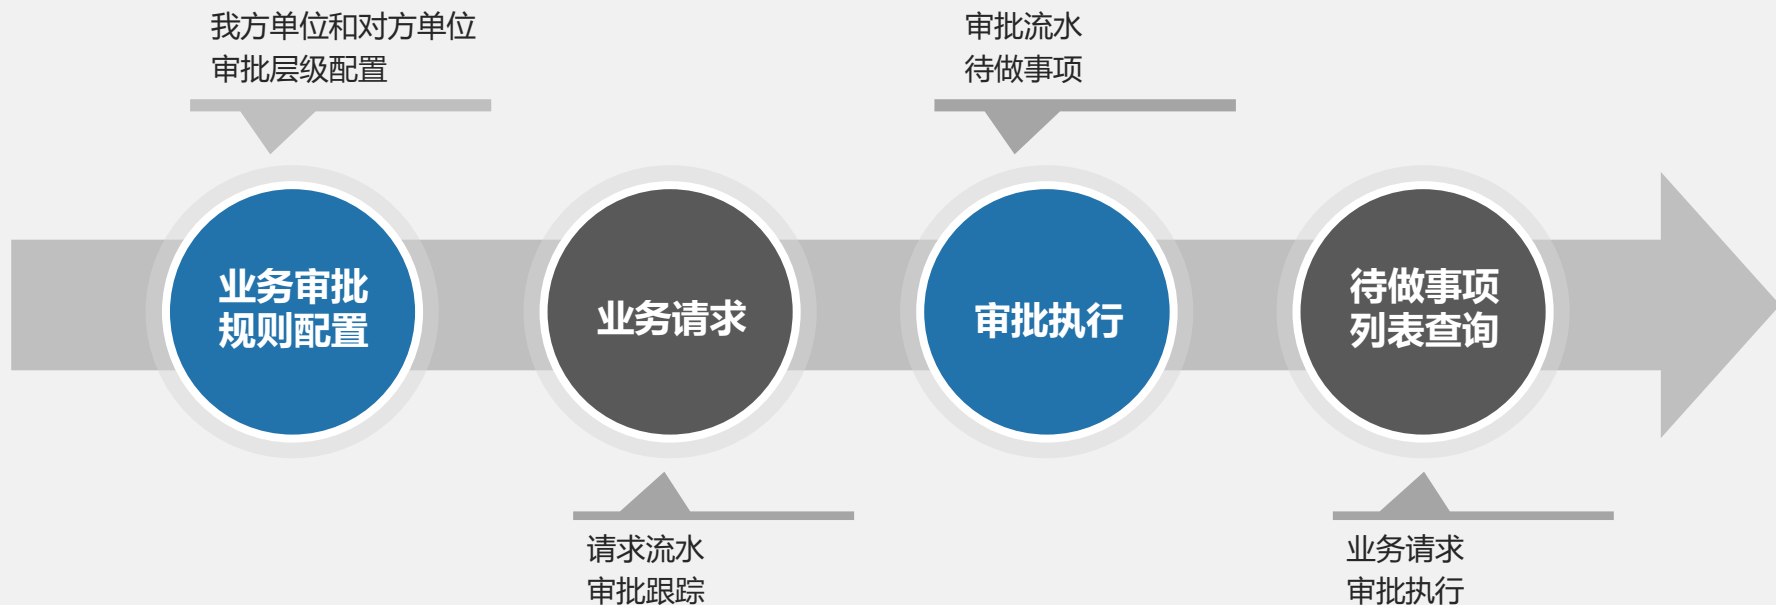 我方单位和对方单位
审批层级配置
审批流水
待做事项
业务审批
规则配置
业务请求
审批执行
待做事项
列表查询
请求流水
审批跟踪
业务请求
审批执行